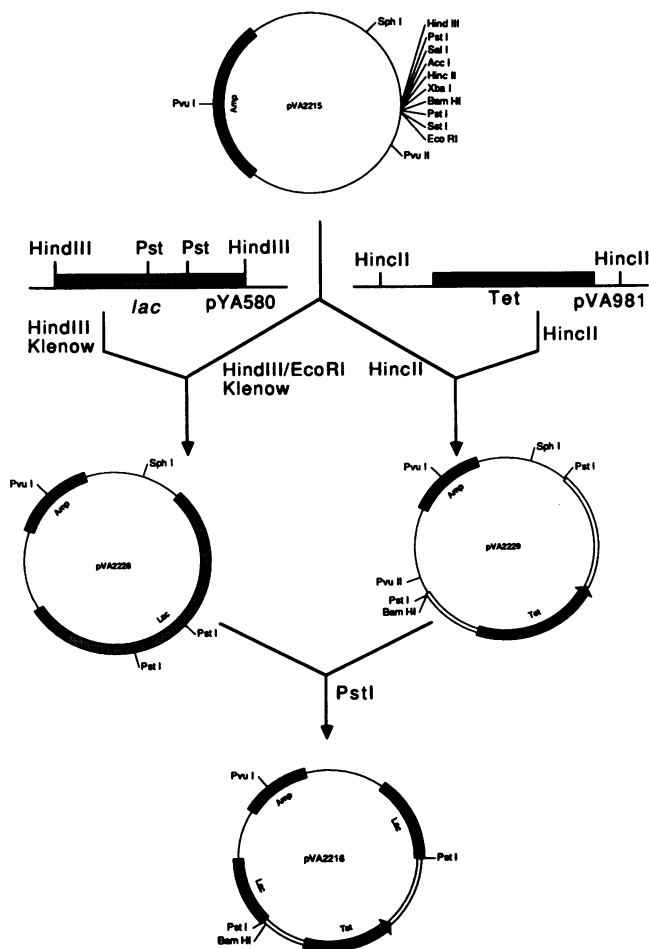 Sph I
Hind III
Pst I
Sal I
Acc I
Hinc II
Xba I
Bam HI
Pst I
Sst I
Eco RI
Pvu II
Pvu I
Amp
pVA2215
HindIII Pst Pst HindIII
lac pYA580
HincII HincII
Tet pVA981
HindIII
Klenow
HindIII/EcoRI
Klenow
HincII
HincII
Sph I
Pvu I
Amp
pVA2228
Lac
Pst I
Pst I
Sph I
Pst I
Pvu I
Amp
pVA2229
Pvu II
Pst I
Bam HI
Tet
PstI
Pvu I
Amp
Lac
pVA2216
Pst I
Lac
Pst I
Bam HI
Tet